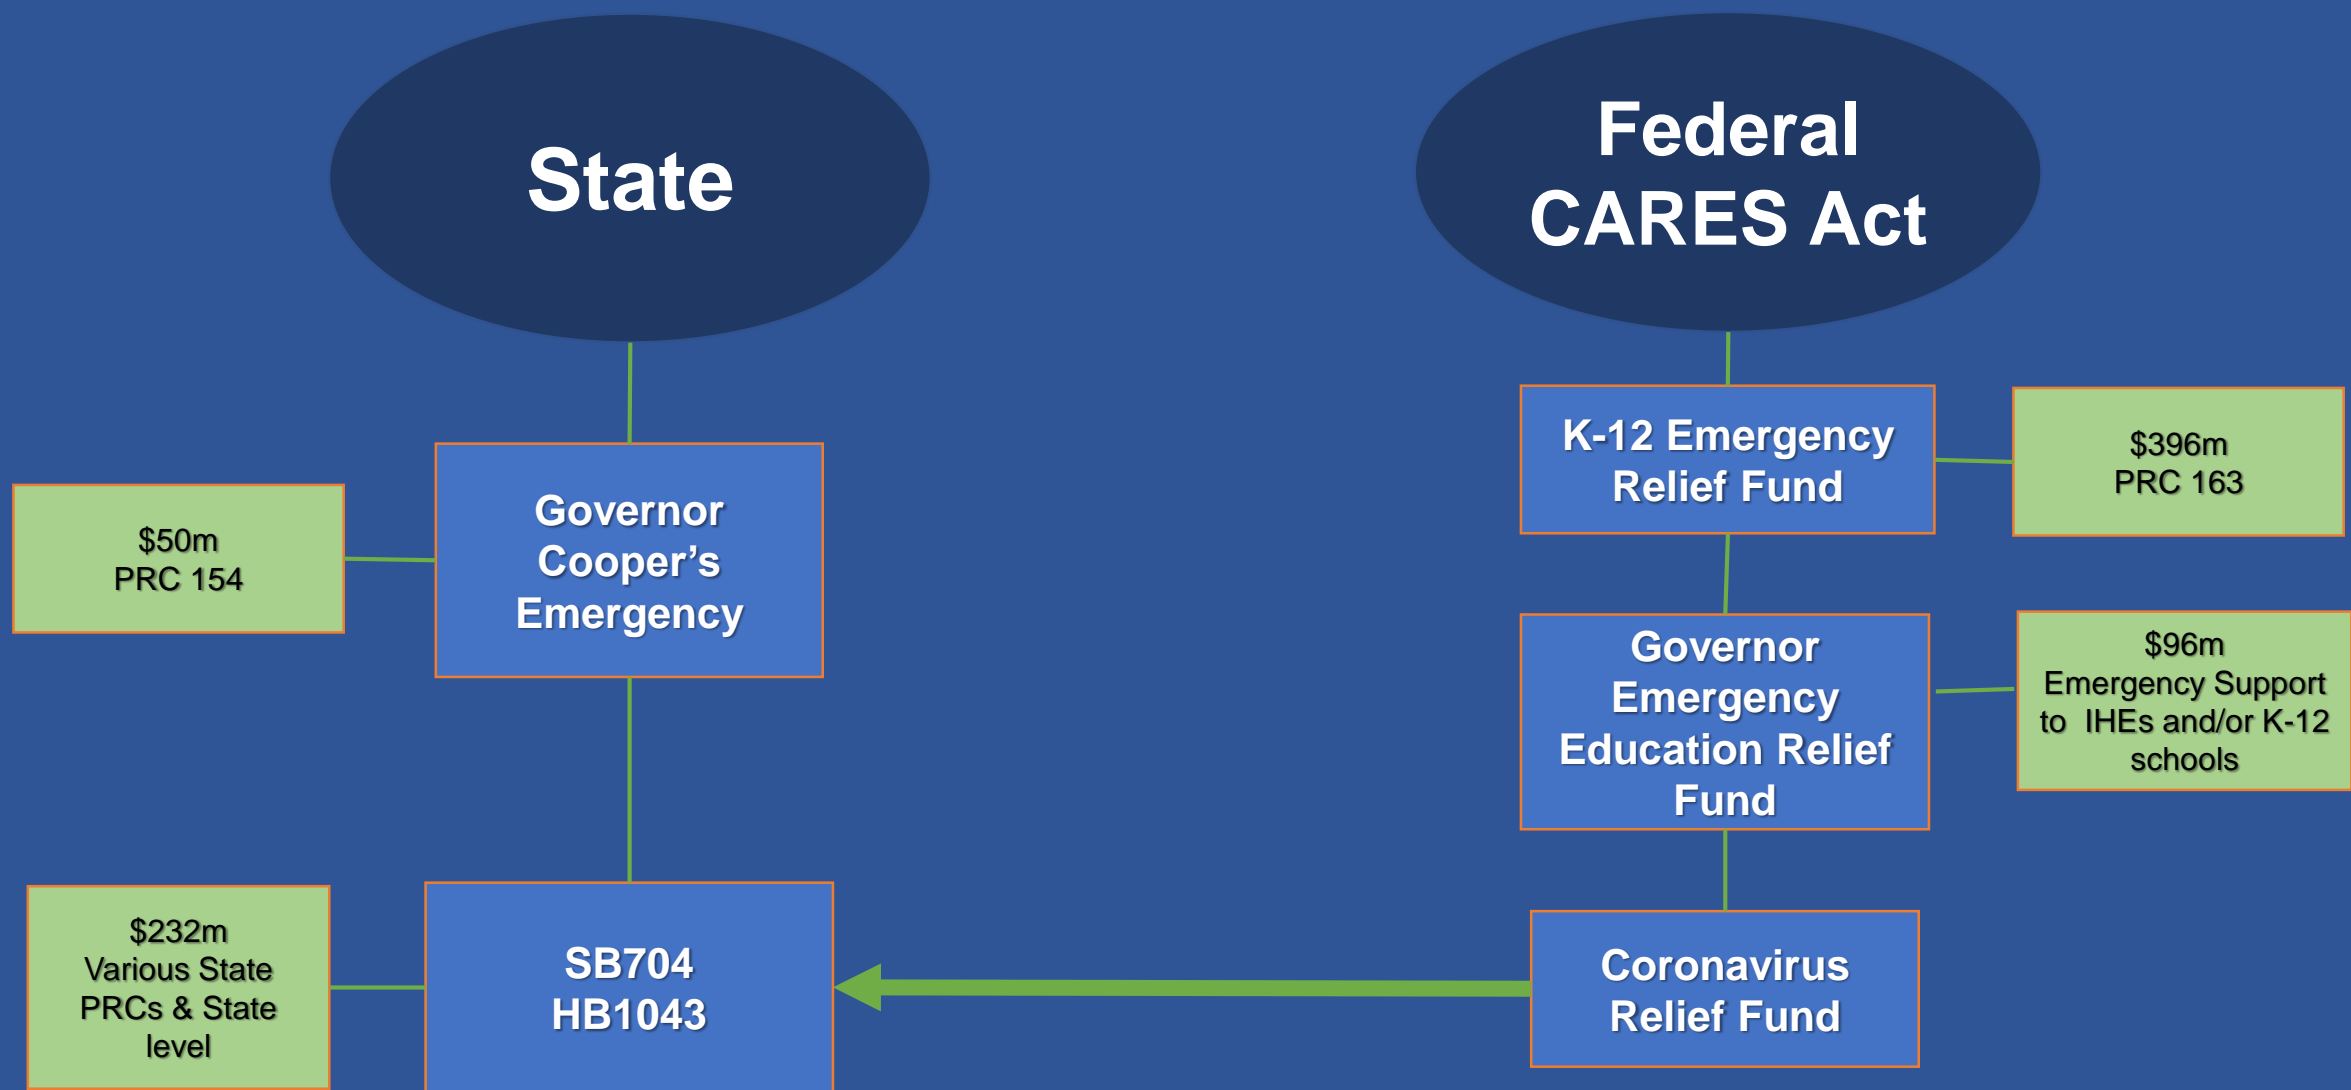 State
Federal
CARES Act
$50m
PRC 154
Governor
Cooper’s
Emergency
K-12 Emergency
Relief Fund
$396m
PRC 163
Governor
Emergency
Education Relief
Fund
$96m
Emergency Support
to IHEs and/or K-12
schools
$232m
Various State
PRCs & State
level
SB704
HB1043
Coronavirus
Relief Fund